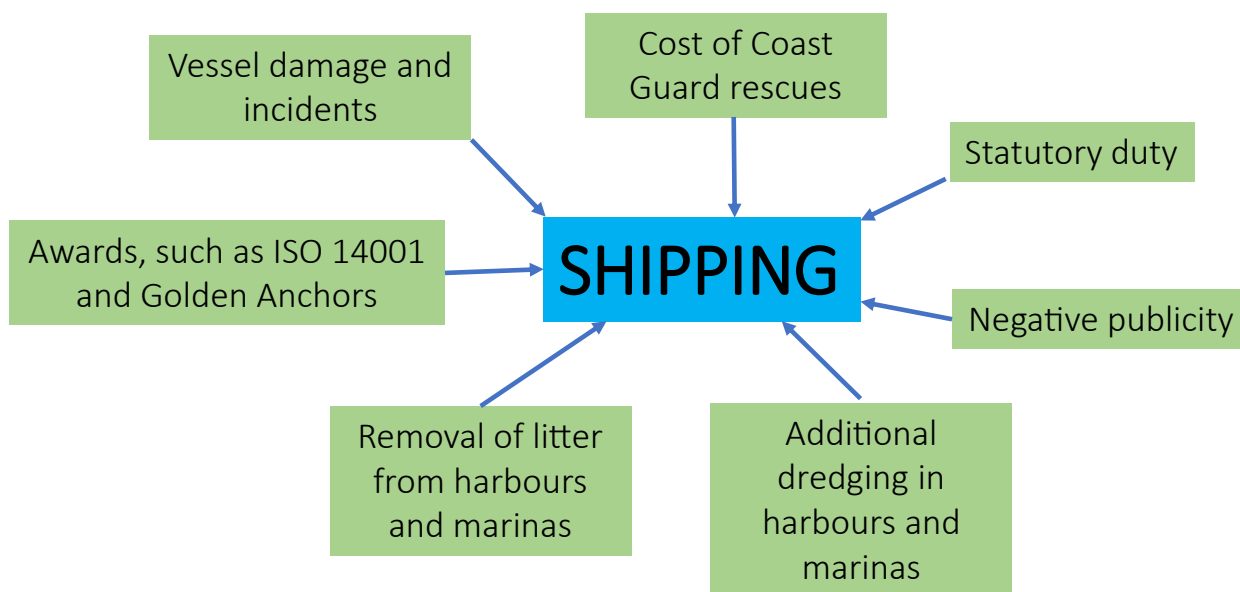 Vessel damage and
incidents
Cost of Coast
Guard rescues
Statutory duty
Awards, such as ISO 14001
and Golden Anchors
SHIPPING
Negative publicity
Removal of litter
from harbours
and marinas
Additional
dredging in
harbours and
marinas